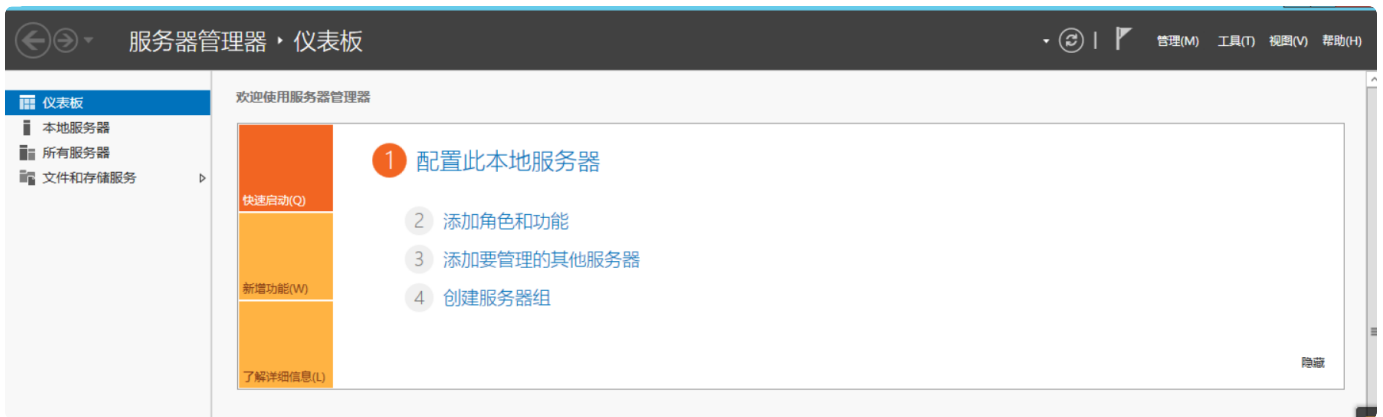 服务器管理器 · 仪表板
管理(M) 工具(T) 视图(V) 帮助(H)
仪表板
本地服务器
所有服务器
文件和存储服务
欢迎使用服务器管理器
快速启动(Q)
新增功能(W)
了解详细信息(L)
1 配置此本地服务器
2 添加角色和功能
3 添加要管理的其他服务器
4 创建服务器组
隐藏